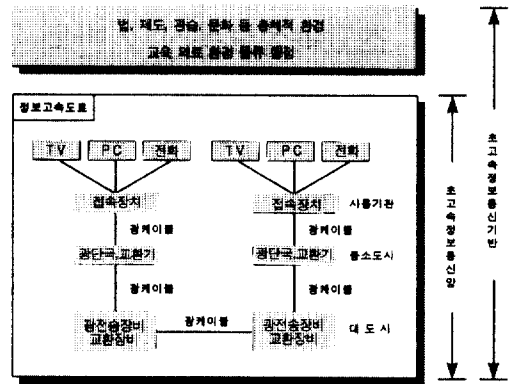 법, 제도, 관습, 문화 등 총체적 환경
교육 의료 환경 물류 행정
정보고속도로
TV PC 전화 TV PC 전화
접속장치 접속장치 사용기관
광케이블 광케이블
광단국,교환기 광단국,교환기 중소도시
광케이블 광케이블
광전송장비 광케이블 광전송장비 대 도 시
교환장비 교환장비
초고속정보통신망
초고속정보통신기반